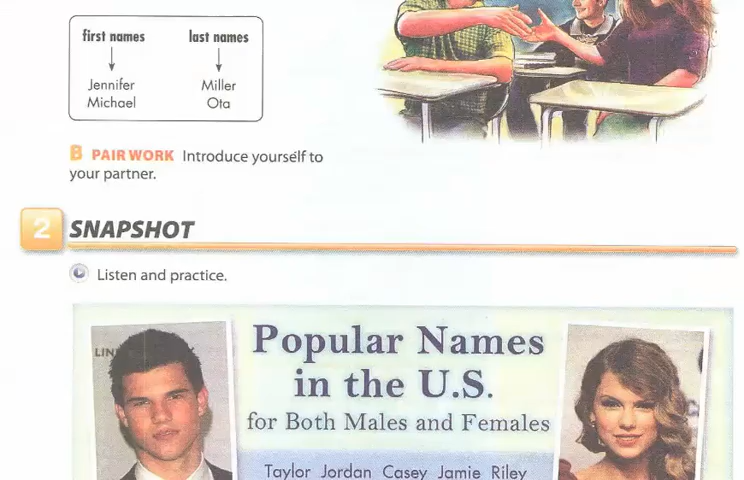 first names last names
Jennifer Miller
Michael Ota
B PAIR WORK Introduce yourself to
your partner.
2 SNAPSHOT
Listen and practice.
LIN
Popular Names
in the U.S.
for Both Males and Females
Taylor Jordan Casey Jamie Riley